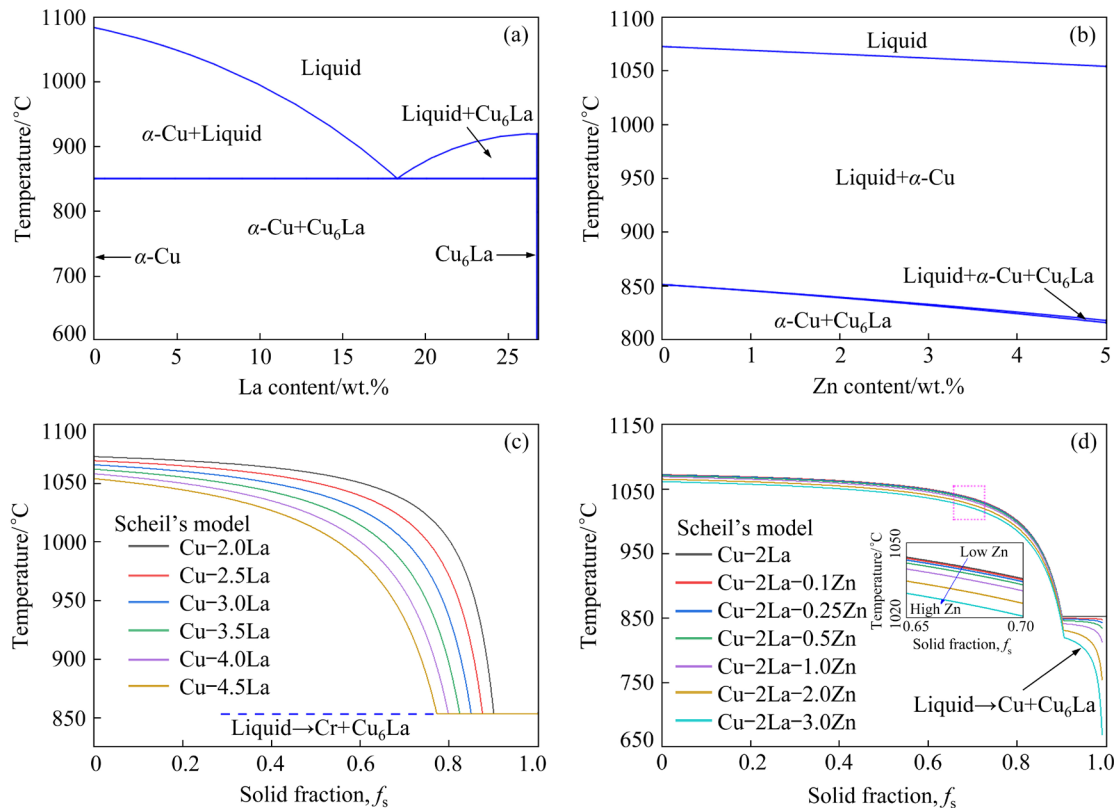 (a)
1100
1000
900
800
700
600
Temperature/°C
Liquid
Liquid+Cu₆La
α-Cu+Liquid
α-Cu+Cu₆La
α-Cu
Cu₆La
0 5 10 15 20 25
La content/wt.%
(b)
1100
1050
1000
950
900
850
800
Temperature/°C
Liquid
Liquid+α-Cu
Liquid+α-Cu+Cu₆La
α-Cu+Cu₆La
0 1 2 3 4 5
Zn content/wt.%
(c)
1100
1050
1000
950
900
850
Temperature/°C
Scheil's model
Cu−2.0La
Cu−2.5La
Cu−3.0La
Cu−3.5La
Cu−4.0La
Cu−4.5La
Liquid→Cr+Cu₆La
0 0.2 0.4 0.6 0.8 1.0
Solid fraction, fₛ
(d)
1150
1050
950
850
750
650
Temperature/°C
Scheil's model
Cu−2La
Cu−2La−0.1Zn
Cu−2La−0.25Zn
Cu−2La−0.5Zn
Cu−2La−1.0Zn
Cu−2La−2.0Zn
Cu−2La−3.0Zn
1050
1020
Temperature/°C
Low Zn
High Zn
0.65 0.70
Solid fraction, fₛ
Liquid→Cu+Cu₆La
0 0.2 0.4 0.6 0.8 1.0
Solid fraction, fₛ